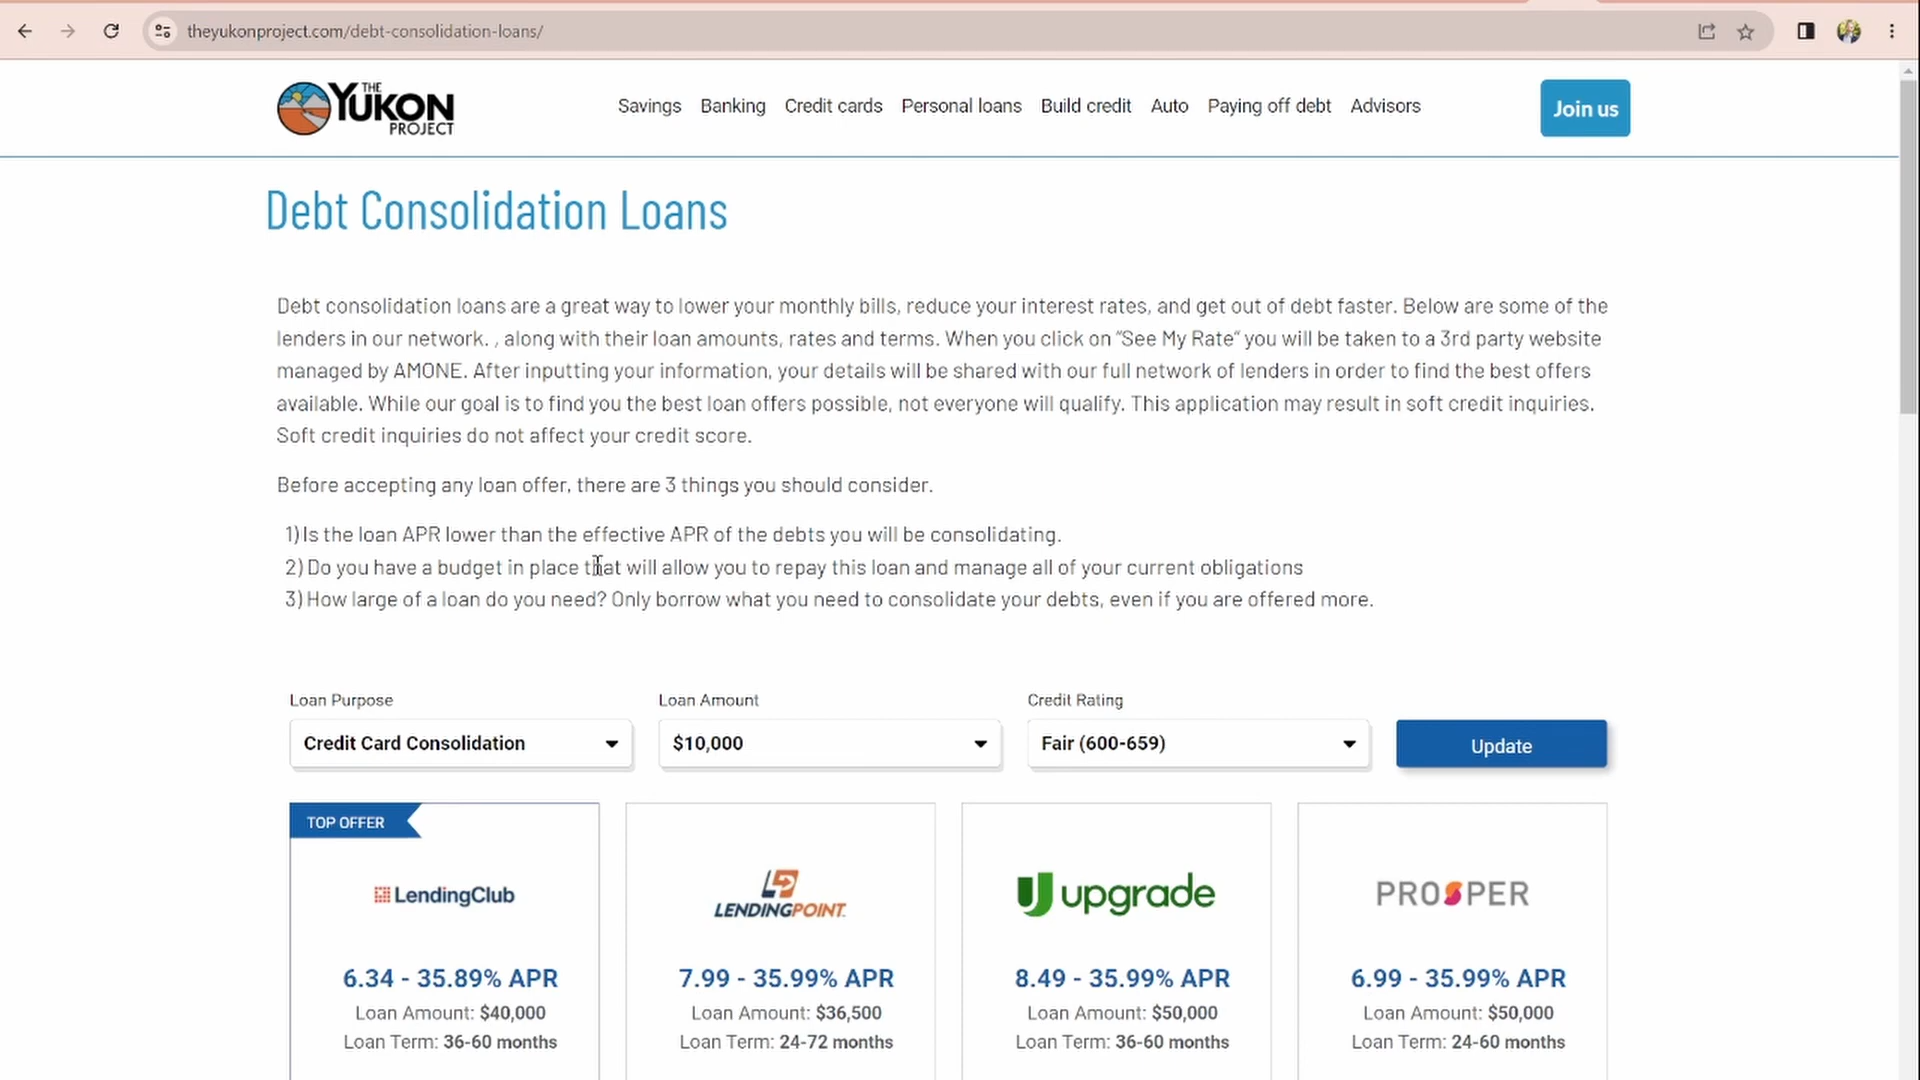 theyukonproject.com/debt-consolidation-loans/
THE
YUKON
PROJECT
Savings Banking Credit cards Personal loans Build credit Auto Paying off debt Advisors
Join us
Debt Consolidation Loans
Debt consolidation loans are a great way to lower your monthly bills, reduce your interest rates, and get out of debt faster. Below are some of the
lenders in our network. , along with their loan amounts, rates and terms. When you click on “See My Rate” you will be taken to a 3rd party website
managed by AMONE. After inputting your information, your details will be shared with our full network of lenders in order to find the best offers
available. While our goal is to find you the best loan offers possible, not everyone will qualify. This application may result in soft credit inquiries.
Soft credit inquiries do not affect your credit score.
Before accepting any loan offer, there are 3 things you should consider.
1) Is the loan APR lower than the effective APR of the debts you will be consolidating.
2) Do you have a budget in place that will allow you to repay this loan and manage all of your current obligations
3) How large of a loan do you need? Only borrow what you need to consolidate your debts, even if you are offered more.
Loan Purpose Loan Amount Credit Rating
Credit Card Consolidation $10,000 Fair (600-659) Update
TOP OFFER
LendingClub LENDINGPOINT. upgrade PROSPER
6.34 - 35.89% APR 7.99 - 35.99% APR 8.49 - 35.99% APR 6.99 - 35.99% APR
Loan Amount: $40,000 Loan Amount: $36,500 Loan Amount: $50,000 Loan Amount: $50,000
Loan Term: 36-60 months Loan Term: 24-72 months Loan Term: 36-60 months Loan Term: 24-60 months